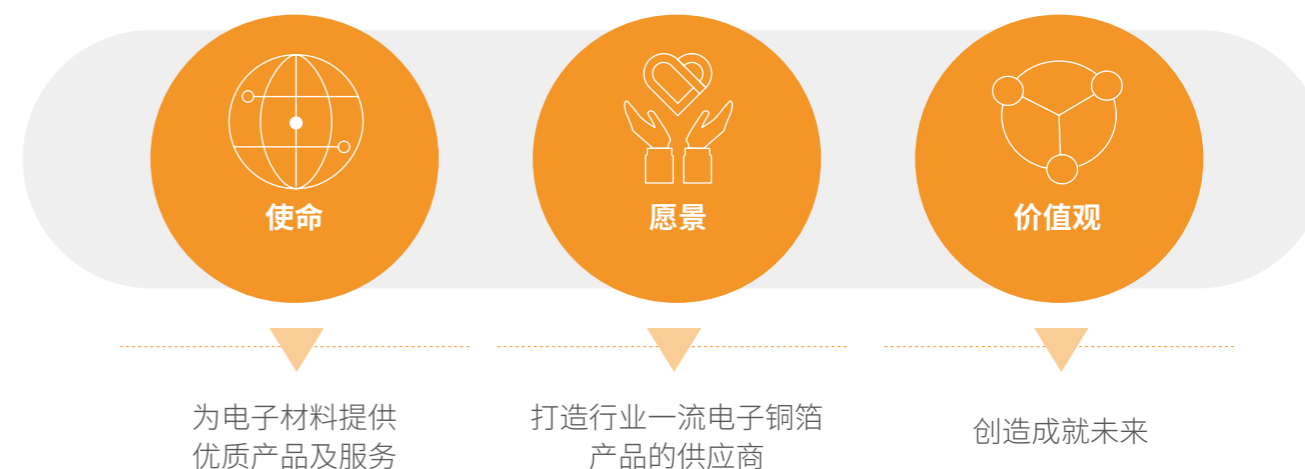 使命
愿景
价值观
为电子材料提供
优质产品及服务
打造行业一流电子铜箔
产品的供应商
创造成就未来